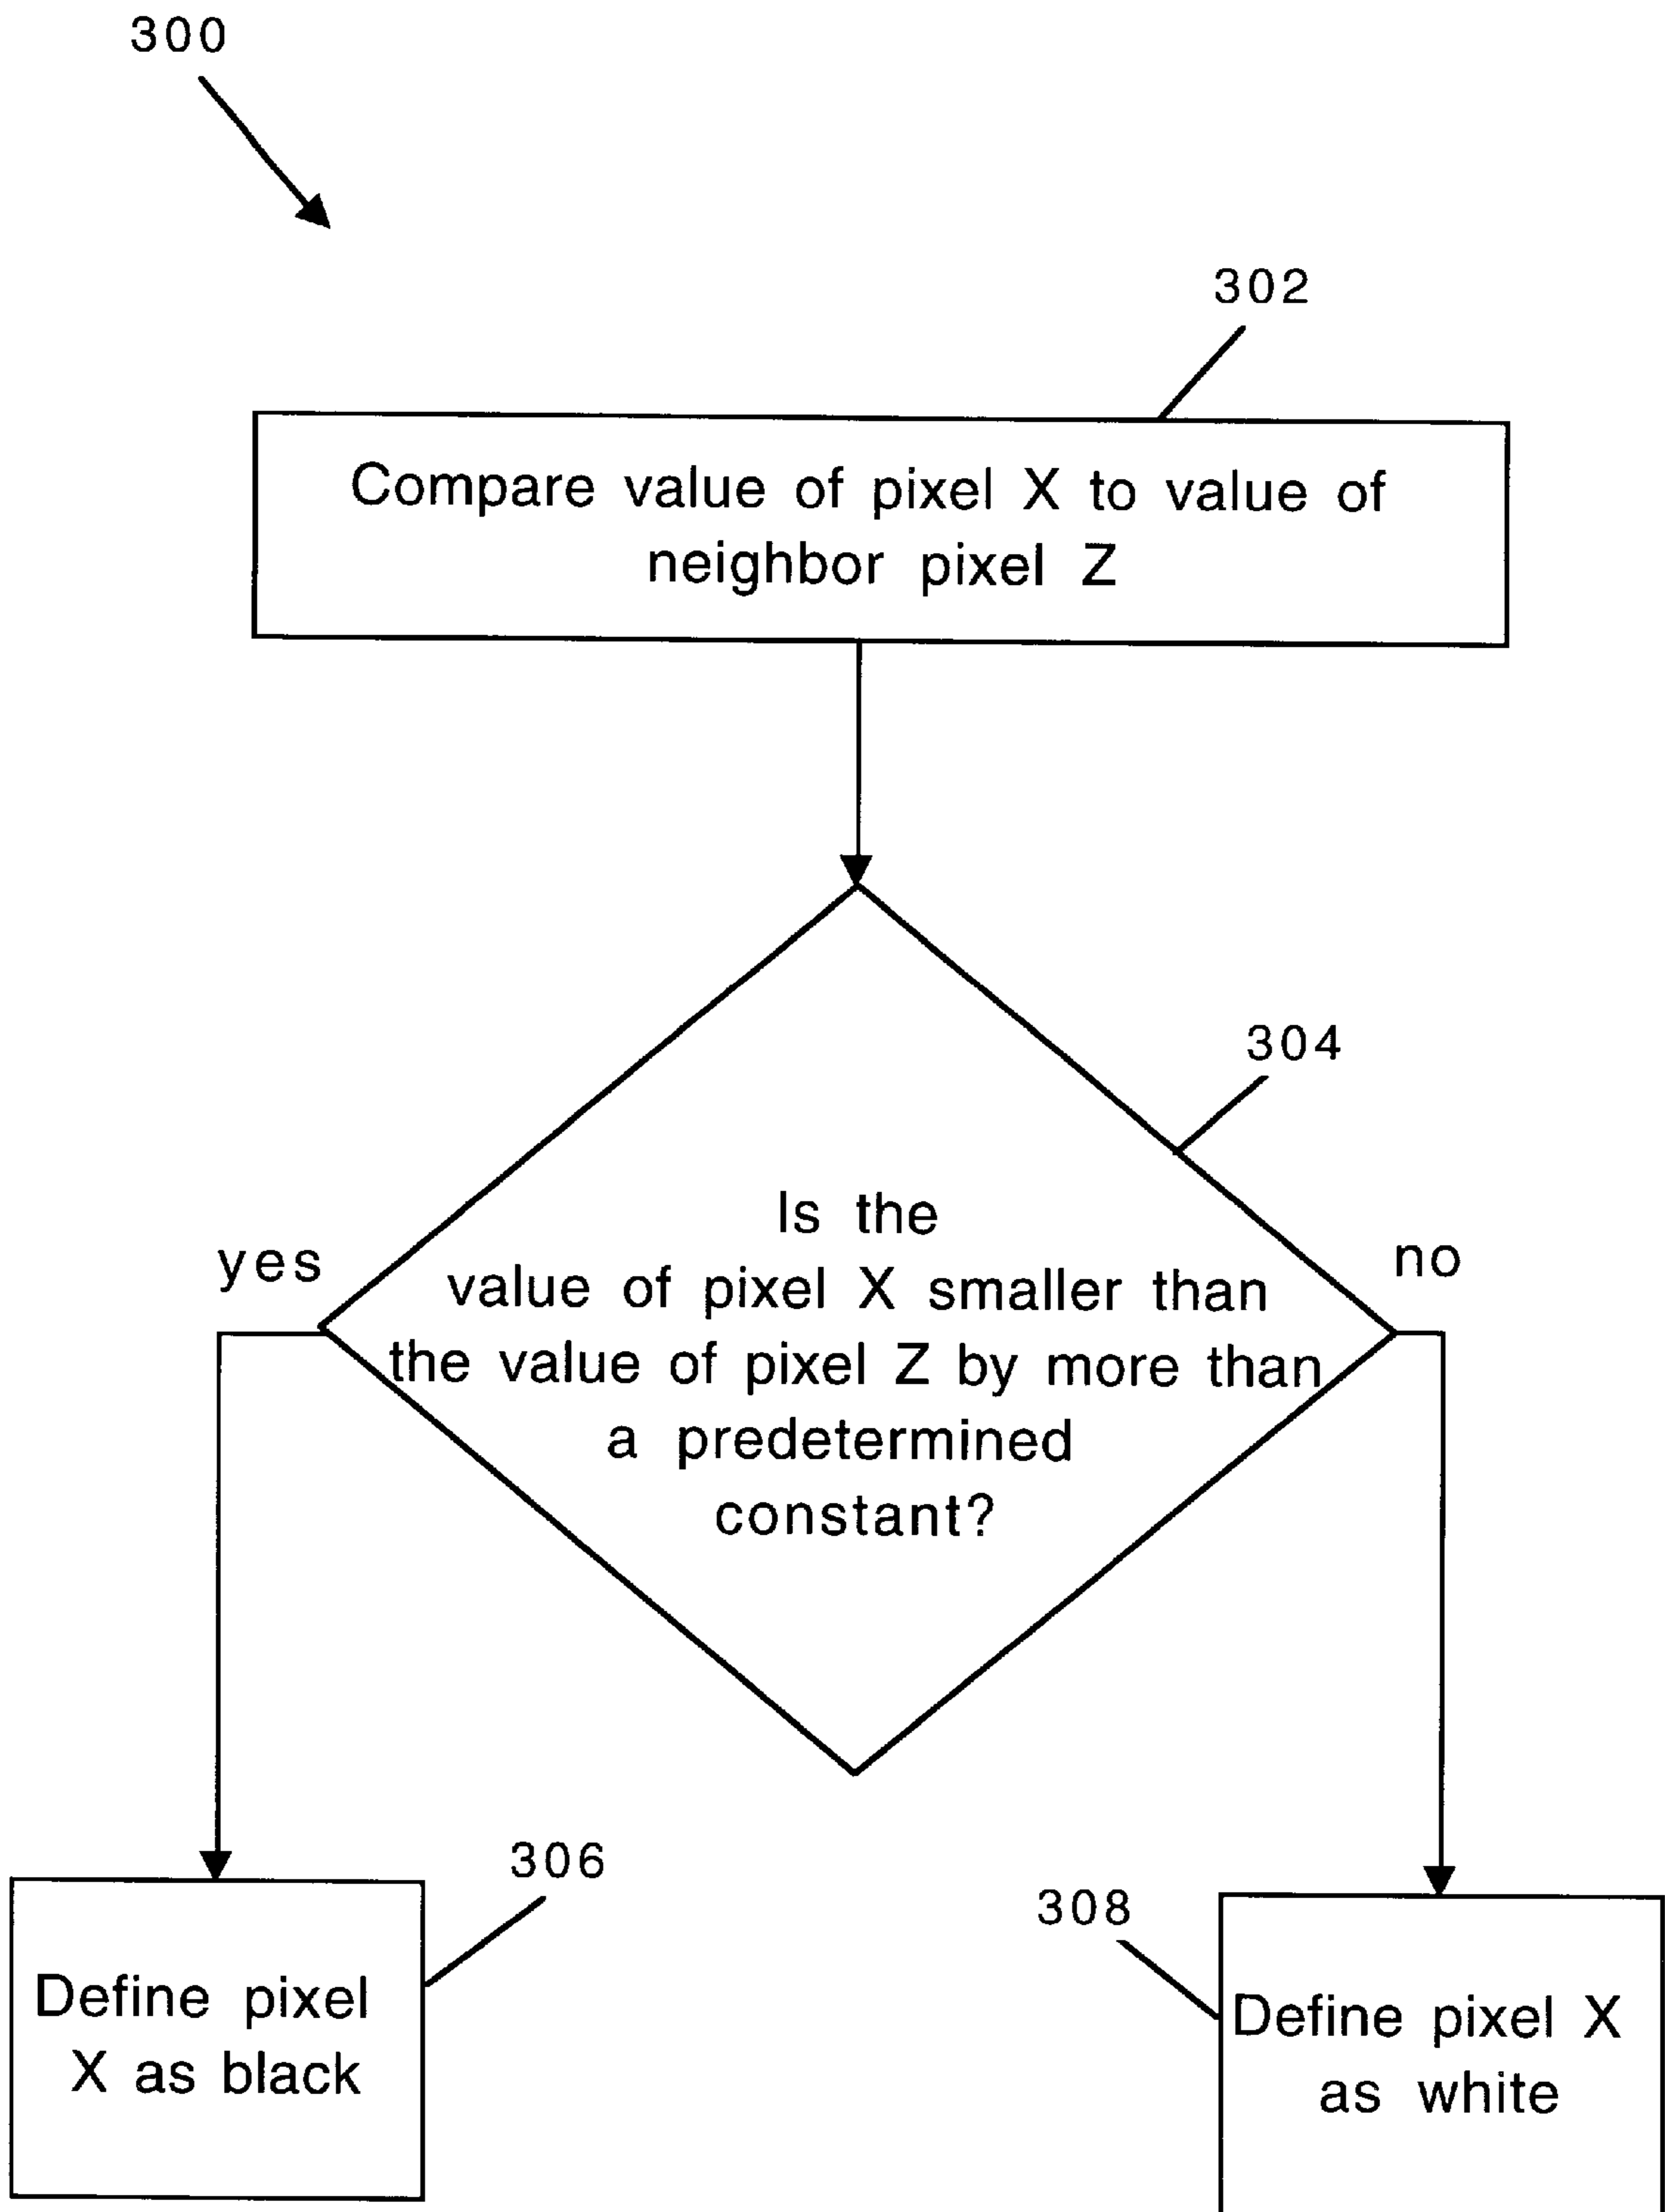 300
302
Compare value of pixel X to value of
neighbor pixel Z
304
Is the
yes
no
value of pixel X smaller than
the value of pixel Z by more than
a predetermined
constant?
306
308
Define pixel
X as black
Define pixel X
as white